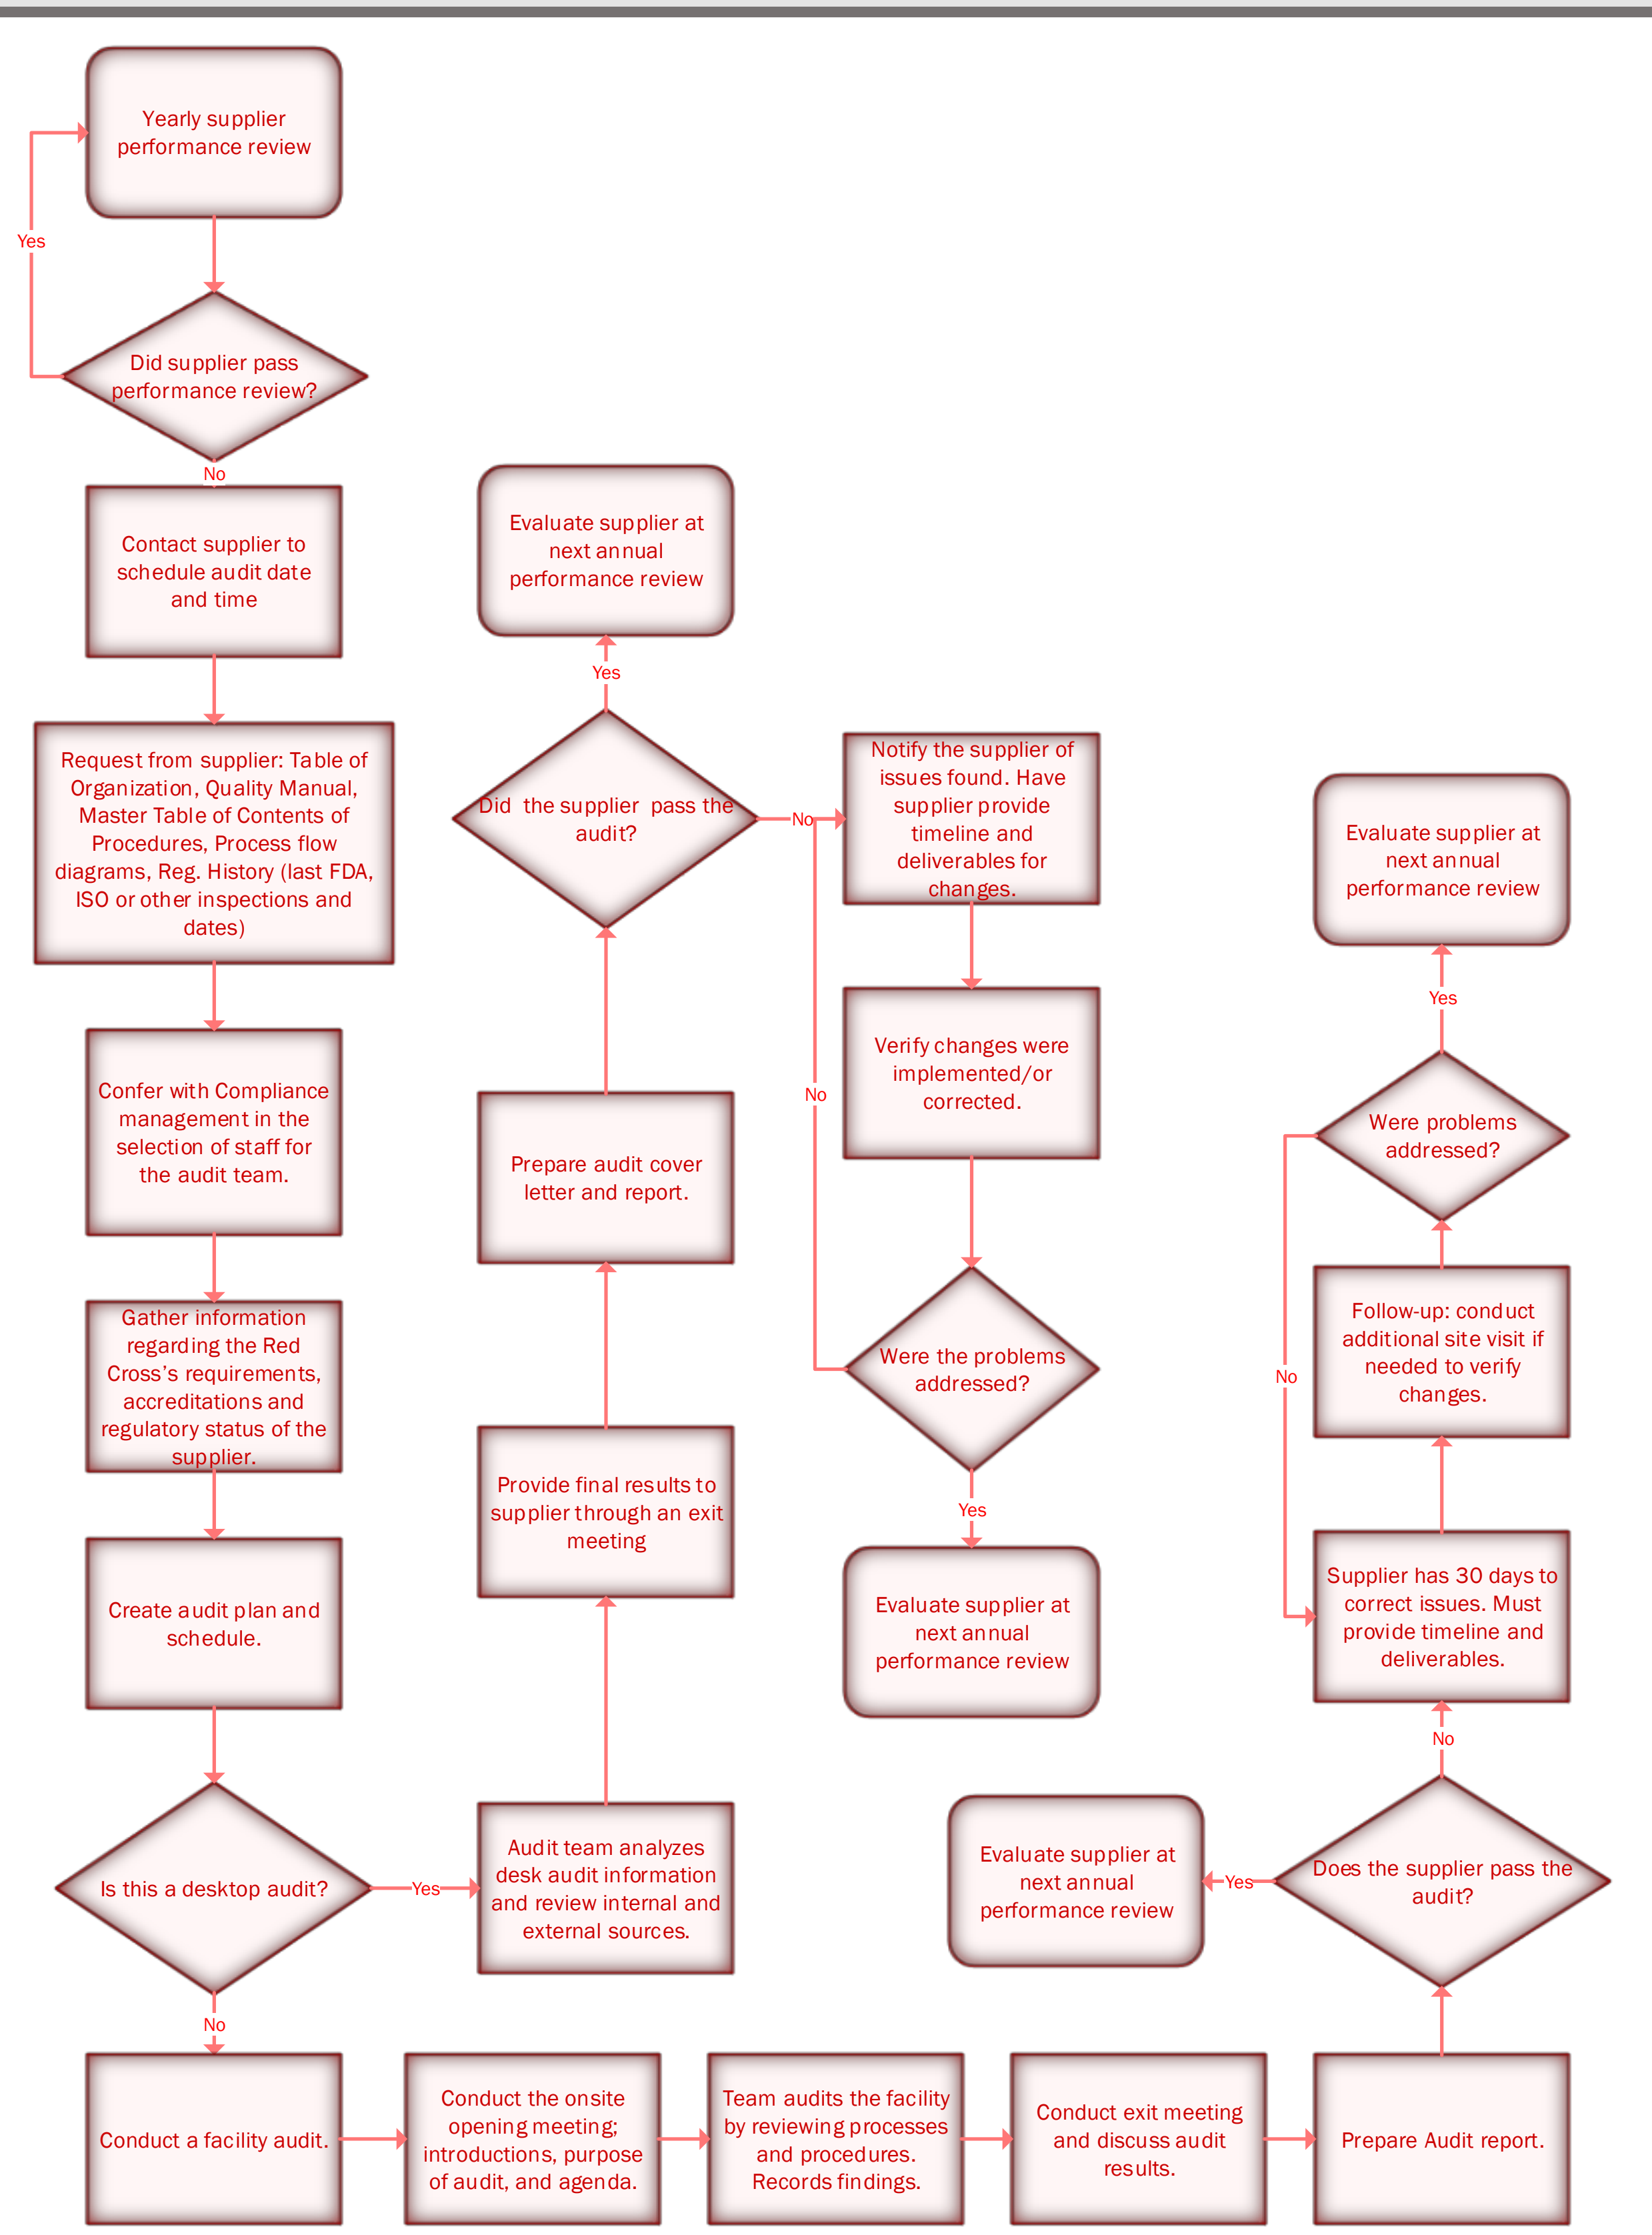 Yearly supplier
performance review
Yes
Did supplier pass
performance review?
No
Contact supplier to
schedule audit date
and time
Request from supplier: Table of
Organization, Quality Manual,
Master Table of Contents of
Procedures, Process flow
diagrams, Reg. History (last FDA,
ISO or other inspections and
dates)
Confer with Compliance
management in the
selection of staff for
the audit team.
Gather information
regarding the Red
Cross's requirements,
accreditations and
regulatory status of the
supplier.
Create audit plan and
schedule.
Is this a desktop audit?
Yes
No
Audit team analyzes
desk audit information
and review internal and
external sources.
Provide final results to
supplier through an exit
meeting
Prepare audit cover
letter and report.
Did the supplier pass the
audit?
Yes
Evaluate supplier at
next annual
performance review
No
Notify the supplier of
issues found. Have
supplier provide
timeline and
deliverables for
changes.
Verify changes were
implemented/or
corrected.
Were the problems
addressed?
No
Yes
Evaluate supplier at
next annual
performance review
Conduct a facility audit.
Conduct the onsite
opening meeting;
introductions, purpose
of audit, and agenda.
Team audits the facility
by reviewing processes
and procedures.
Records findings.
Conduct exit meeting
and discuss audit
results.
Prepare Audit report.
Does the supplier pass the
audit?
Yes
Evaluate supplier at
next annual
performance review
No
Supplier has 30 days to
correct issues. Must
provide timeline and
deliverables.
Follow-up: conduct
additional site visit if
needed to verify
changes.
Were problems
addressed?
No
Yes
Evaluate supplier at
next annual
performance review